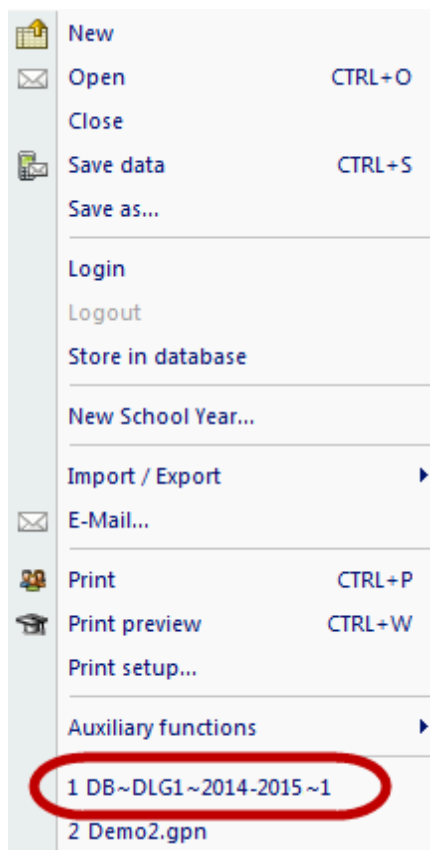 New
Open CTRL+O
Close
Save data CTRL+S
Save as...
Login
Logout
Store in database
New School Year...
Import / Export
E-Mail...
Print CTRL+P
Print preview CTRL+W
Print setup...
Auxiliary functions
1 DB~DLG1~2014-2015~1
2 Demo2.gpn